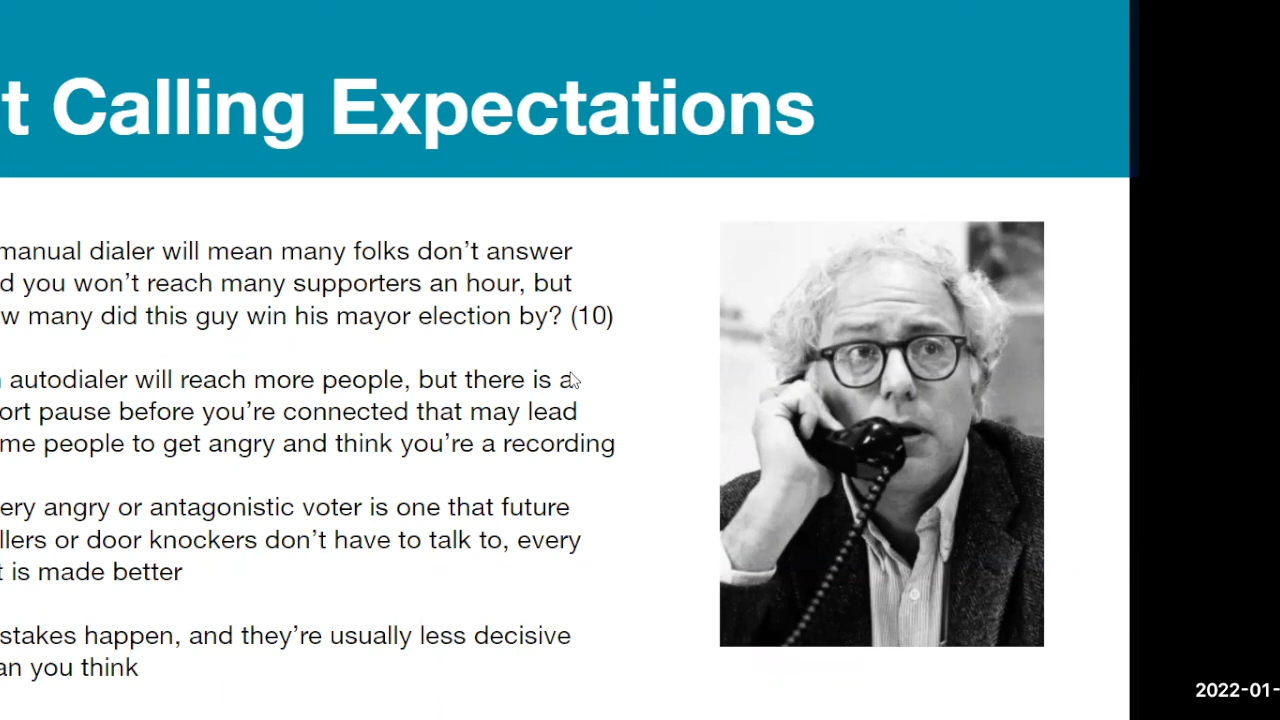 t Calling Expectations
manual dialer will mean many folks don’t answer
d you won’t reach many supporters an hour, but
w many did this guy win his mayor election by? (10)
autodialer will reach more people, but there is a
ort pause before you’re connected that may lead
me people to get angry and think you’re a recording
ery angry or antagonistic voter is one that future
llers or door knockers don’t have to talk to, every
t is made better
stakes happen, and they’re usually less decisive
an you think
2022-01-